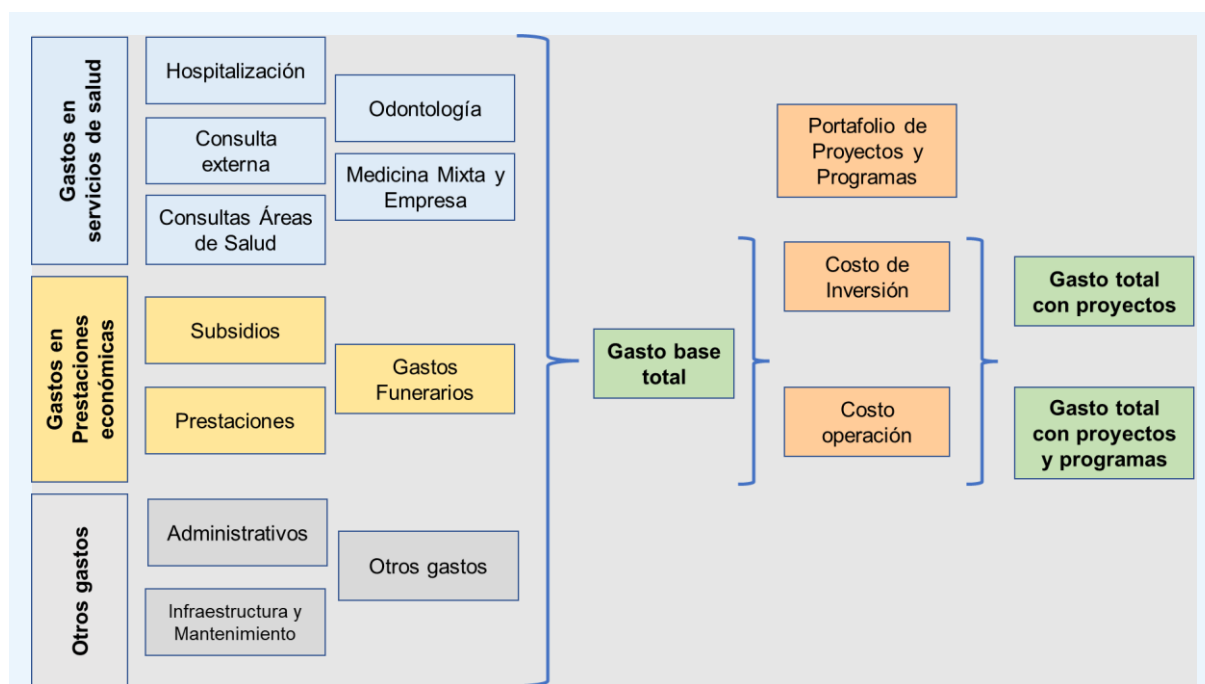 Gastos en
servicios de salud
Hospitalización
Consulta
externa
Consultas Áreas
de Salud
Odontología
Medicina Mixta y
Empresa
Gastos en
Prestaciones
económicas
Subsidios
Prestaciones
Gastos
Funerarios
Otros gastos
Administrativos
Infraestructura y
Mantenimiento
Otros gastos
Gasto base
total
Portafolio de
Proyectos y
Programas
Costo de
Inversión
Costo
operación
Gasto total
con proyectos
Gasto total
con proyectos
y programas